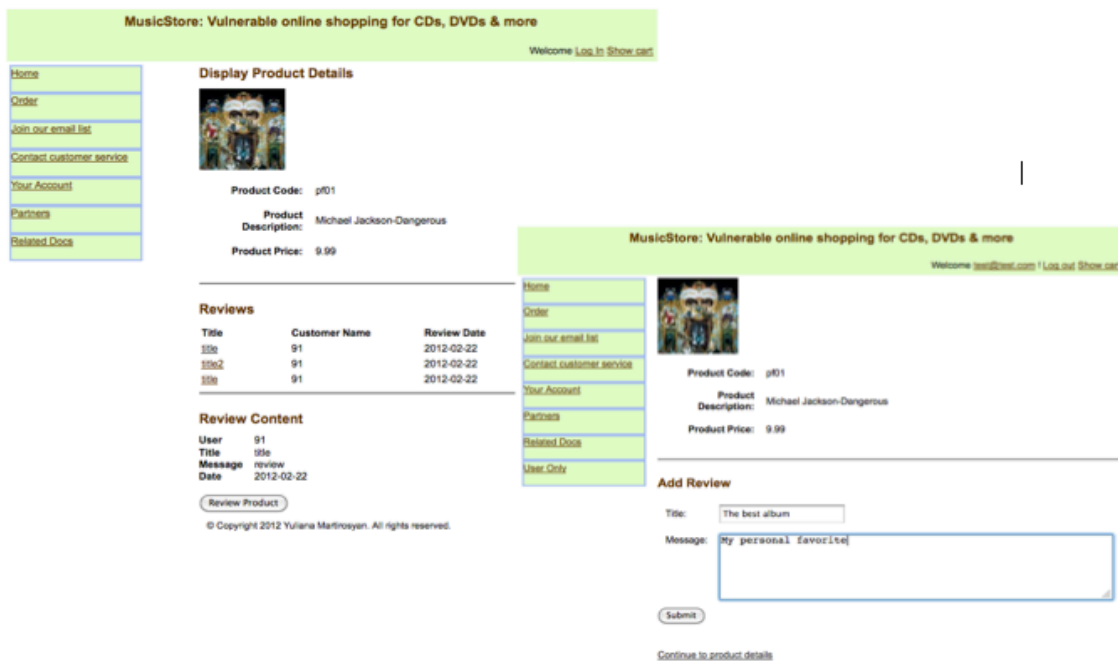 MusicStore: Vulnerable online shopping for CDs, DVDs & more
Welcome Log In Show cart
Home
Order
Join our email list
Contact customer service
Your Account
Partners
Related Docs
Display Product Details
Product Code: pf01
Product Description: Michael Jackson-Dangerous
Product Price: 9.99
Reviews
Title Customer Name Review Date
title 91 2012-02-22
title2 91 2012-02-22
title 91 2012-02-22
Review Content
User 91
Title title
Message review
Date 2012-02-22
Review Product
© Copyright 2012 Yuliana Martirosyan. All rights reserved.
MusicStore: Vulnerable online shopping for CDs, DVDs & more
Welcome test@test.com ! Log out Show cart
Home
Order
Join our email list
Contact customer service
Your Account
Partners
Related Docs
User Only
Product Code: pf01
Product Description: Michael Jackson-Dangerous
Product Price: 9.99
Add Review
Title: The best album
Message: My personal favorite
Submit
Continue to product details